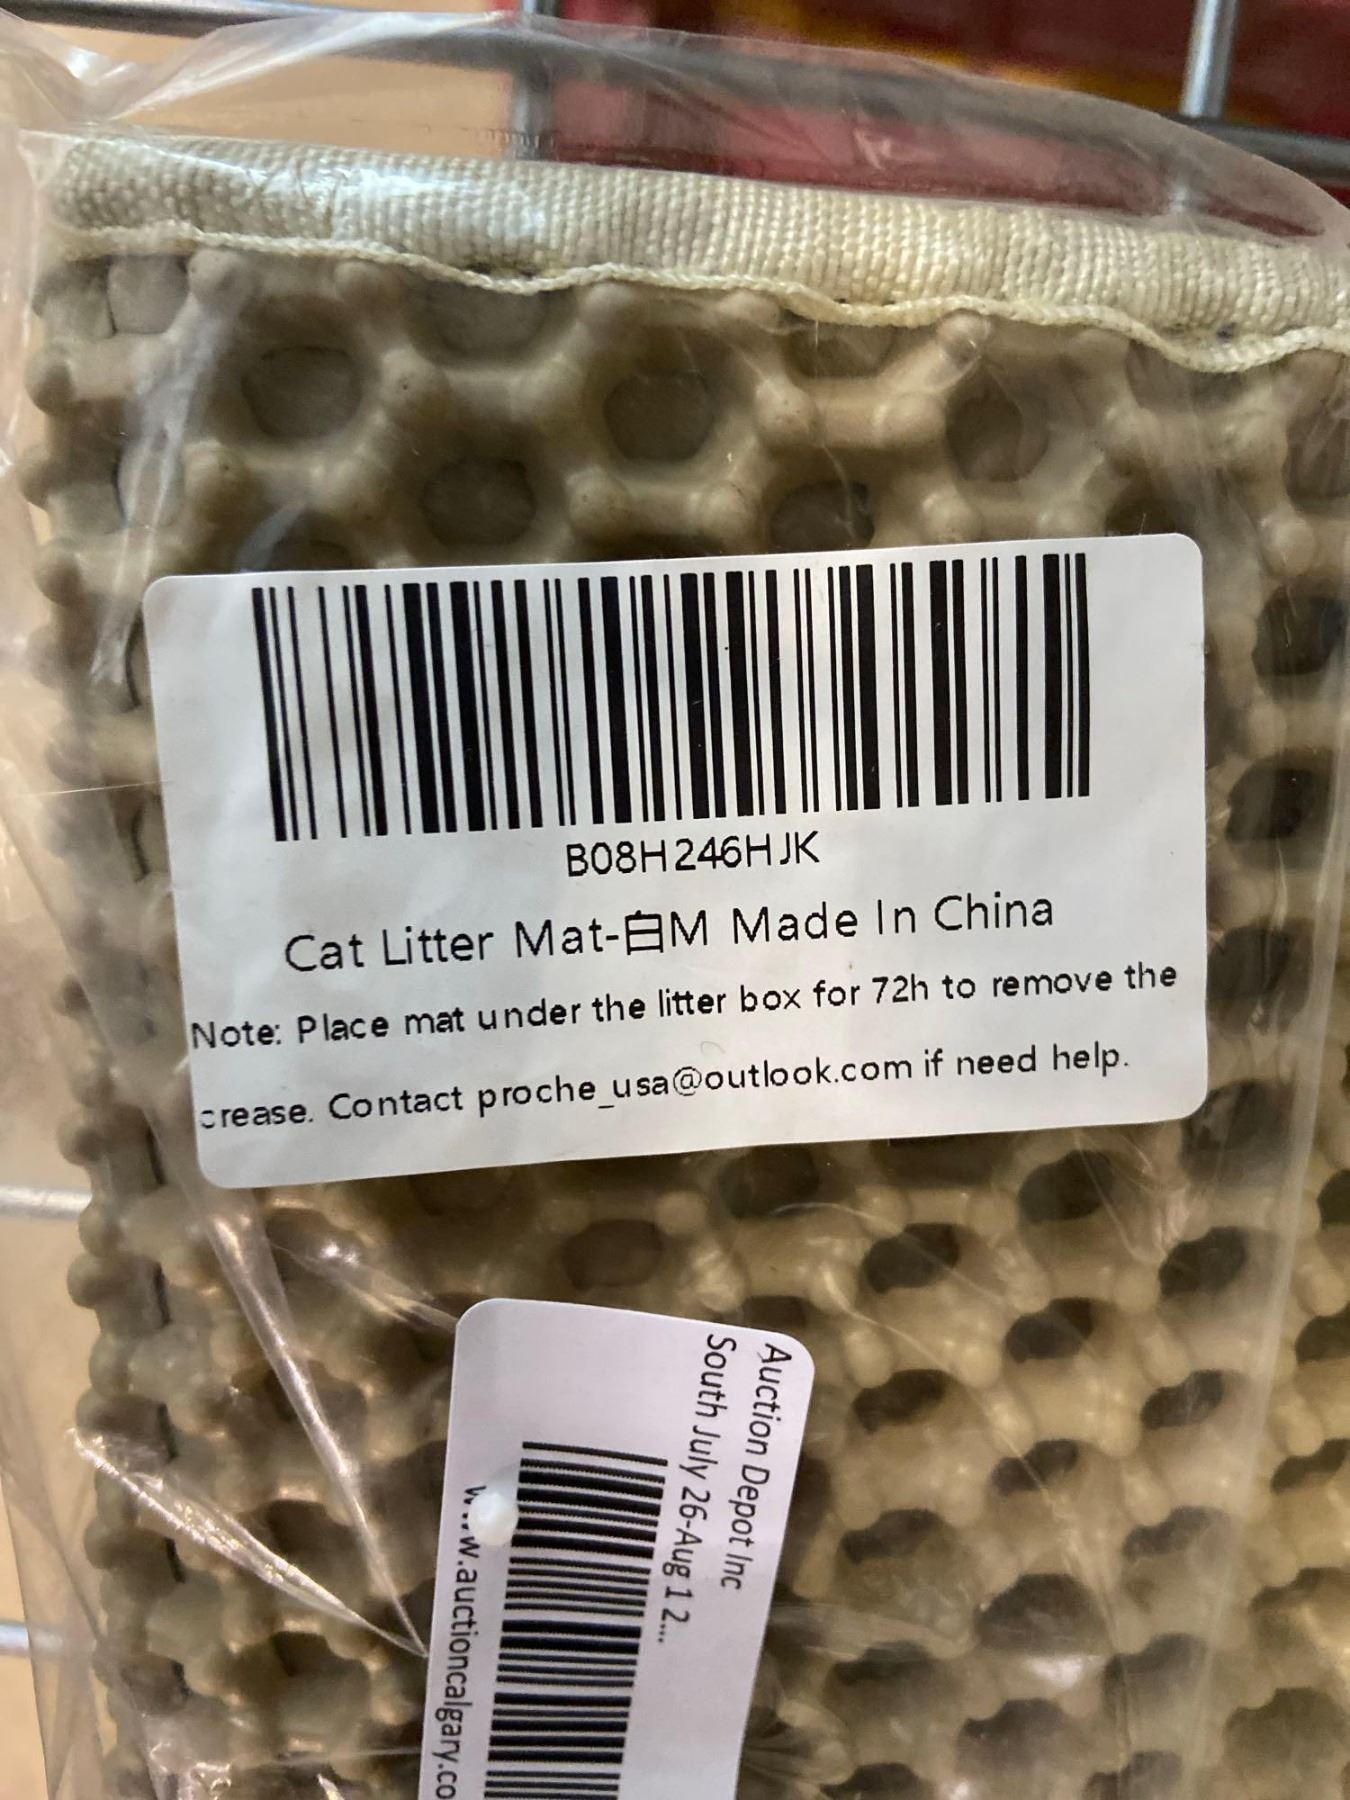 B08H246HJK
Cat Litter Mat-白M Made In China
Note: Place mat under the litter box for 72h to remove the
crease. Contact proche_usa@outlook.com if need help.
Auction Depot Inc
South July 26-Aug 1 2...
www.auctioncalgary.co